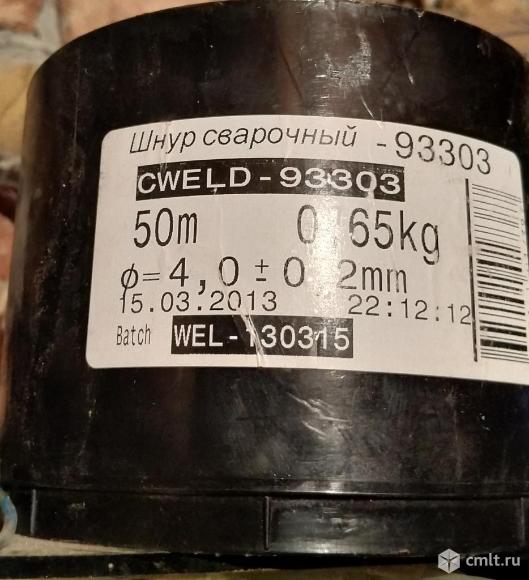 Шнур сварочный - 93303
CWELD - 93303
50m 0,65kg
ø = 4,0 ± 0,2mm
15.03.2013 22:12:12
Batch WEL - 130315
cmlt.ru